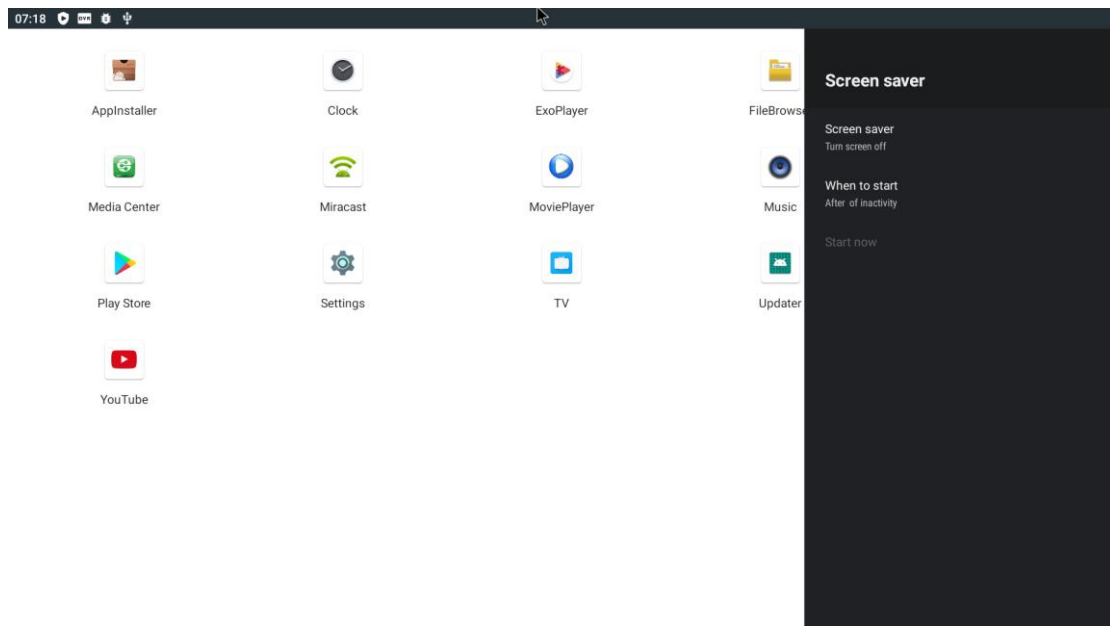 07:18
AppInstaller
Clock
ExoPlayer
FileBrowse
Media Center
Miracast
MoviePlayer
Music
Play Store
Settings
TV
Updater
YouTube
Screen saver
Screen saver
Turn screen off
When to start
After of inactivity
Start now